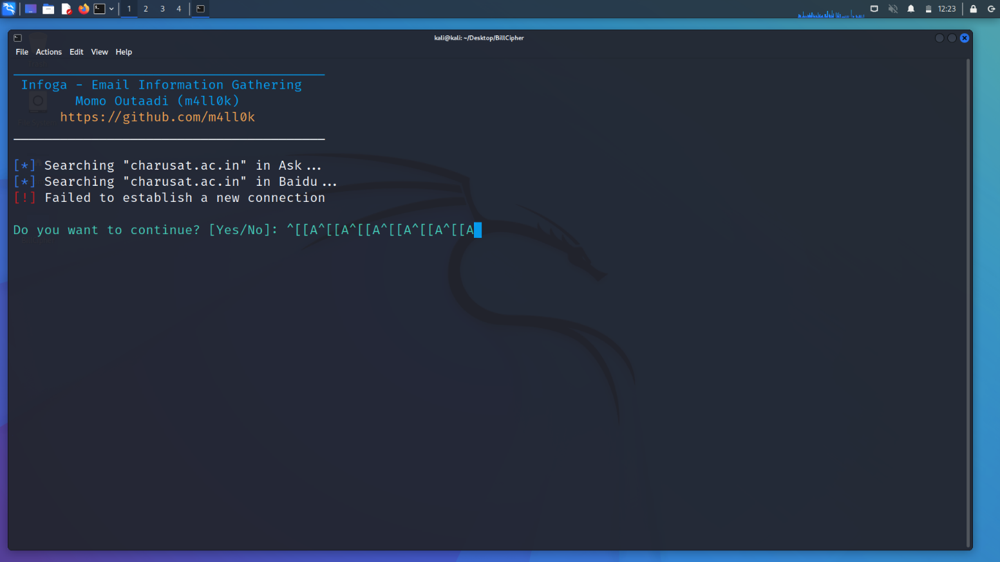 1 2 3 4 12:23
kali@kali: ~/Desktop/BillCipher
File Actions Edit View Help
Infoga - Email Information Gathering
Momo Outaadi (m4ll0k)
https://github.com/m4ll0k
[*] Searching "charusat.ac.in" in Ask...
[*] Searching "charusat.ac.in" in Baidu...
[!] Failed to establish a new connection
Do you want to continue? [Yes/No]: ^[[A^[[A^[[A^[[A^[[A^[[A